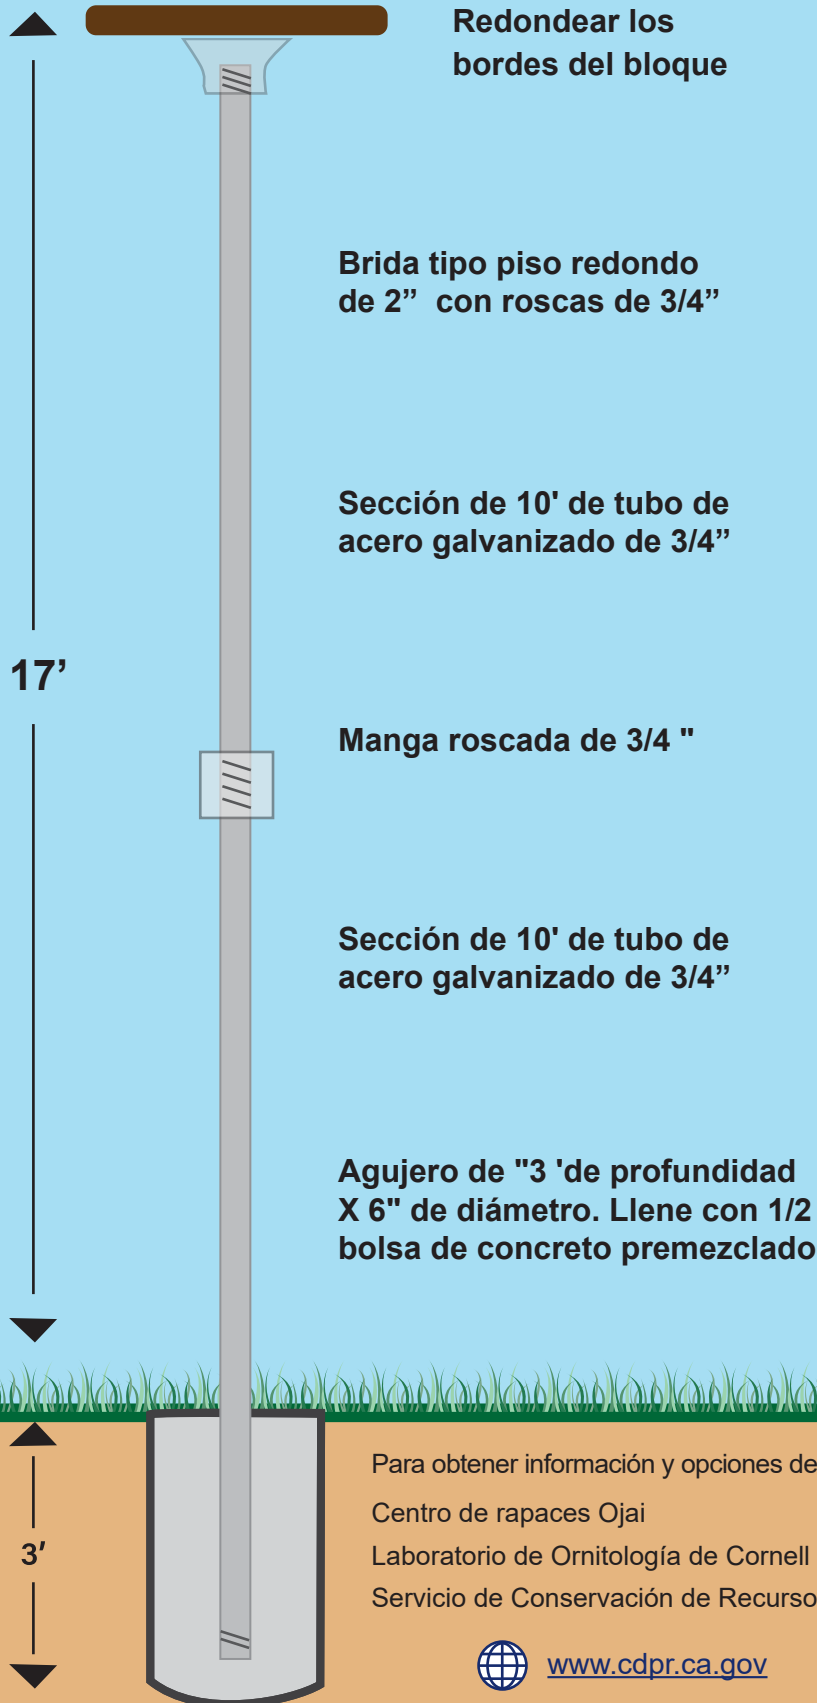 Redondear los
bordes del bloque
Brida tipo piso redondo
de 2” con roscas de 3/4”
Sección de 10' de tubo de
acero galvanizado de 3/4”
17’
Manga roscada de 3/4 "
Sección de 10' de tubo de
acero galvanizado de 3/4”
Agujero de "3 'de profundidad
X 6" de diámetro. Llene con 1/2
bolsa de concreto premezclado
3’
Para obtener información y opciones de
Centro de rapaces Ojai
Laboratorio de Ornitología de Cornell
Servicio de Conservación de Recurso
www.cdpr.ca.gov